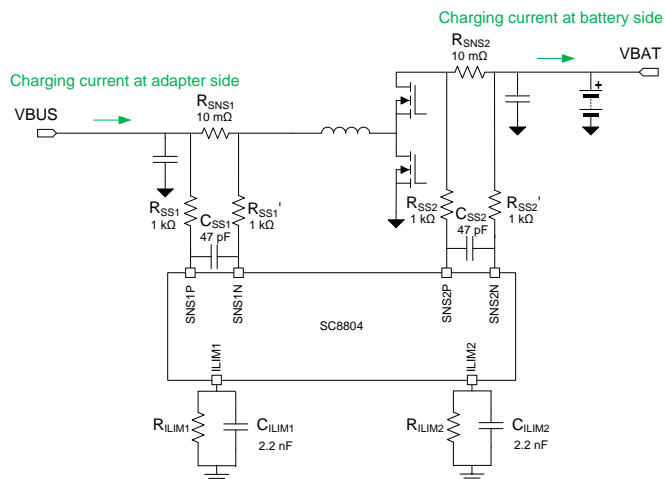 Charging current at battery side
RSNS2
10 mΩ
VBAT
Charging current at adapter side
RSNS1
10 mΩ
VBUS
+
RSS1
1 kΩ
CSS1
47 pF
RSS1'
1 kΩ
RSS2
1 kΩ
CSS2
47 pF
RSS2'
1 kΩ
SNS1P
SNS1N
SNS2P
SNS2N
SC8804
ILIM1
ILIM2
RILIM1
CILIM1
2.2 nF
RILIM2
CILIM2
2.2 nF